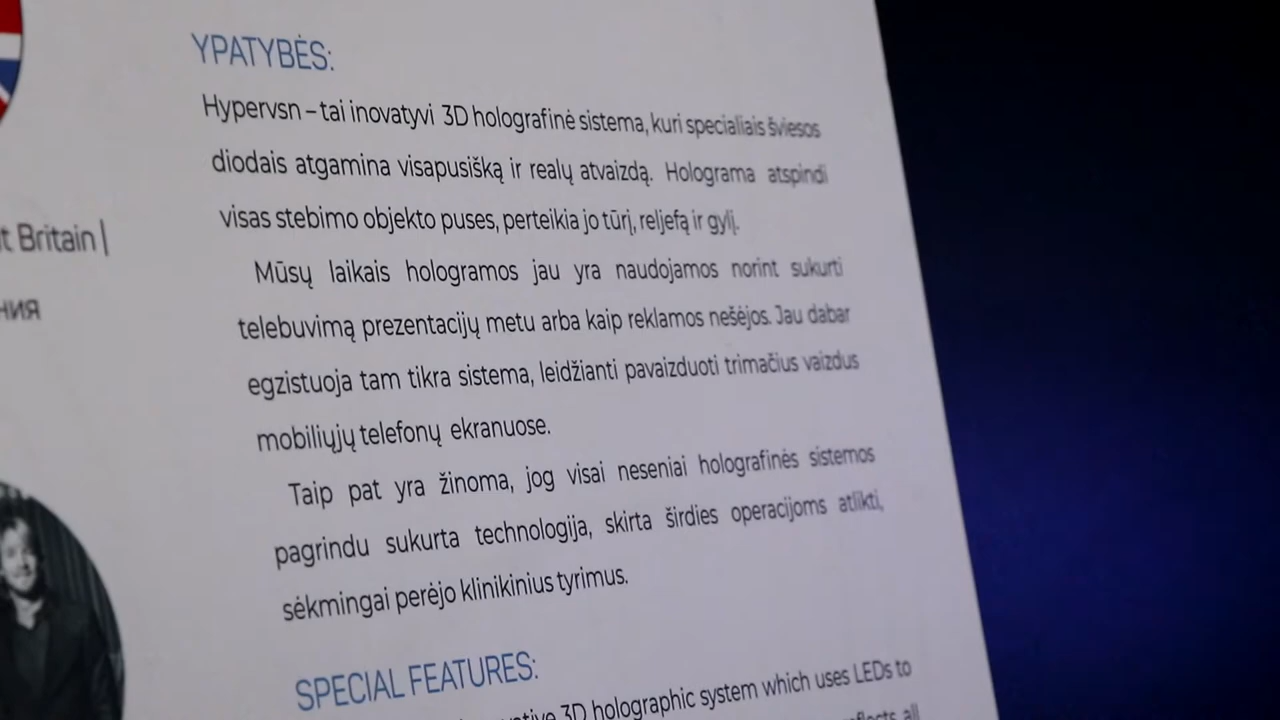 YPATYBĖS:
Hypervsn – tai inovatyvi 3D holografinė sistema, kuri specialiais šviesos
diodais atgamina visapusišką ir realų atvaizdą. Holograma atspindi
visas stebimo objekto puses, perteikia jo tūrį, reljefą ir gylį.
Mūsų laikais hologramos jau yra naudojamos norint sukurti
telebuvimą prezentacijų metu arba kaip reklamos nešėjos. Jau dabar
egzistuoja tam tikra sistema, leidžianti pavaizduoti trimačius vaizdus
mobiliųjų telefonų ekranuose.
Taip pat yra žinoma, jog visai neseniai holografinės sistemos
pagrindu sukurta technologija, skirta širdies operacijoms atlikti,
sėkmingai perėjo klinikinius tyrimus.
SPECIAL FEATURES:
3D holographic system which uses LEDs to
all
Britain |